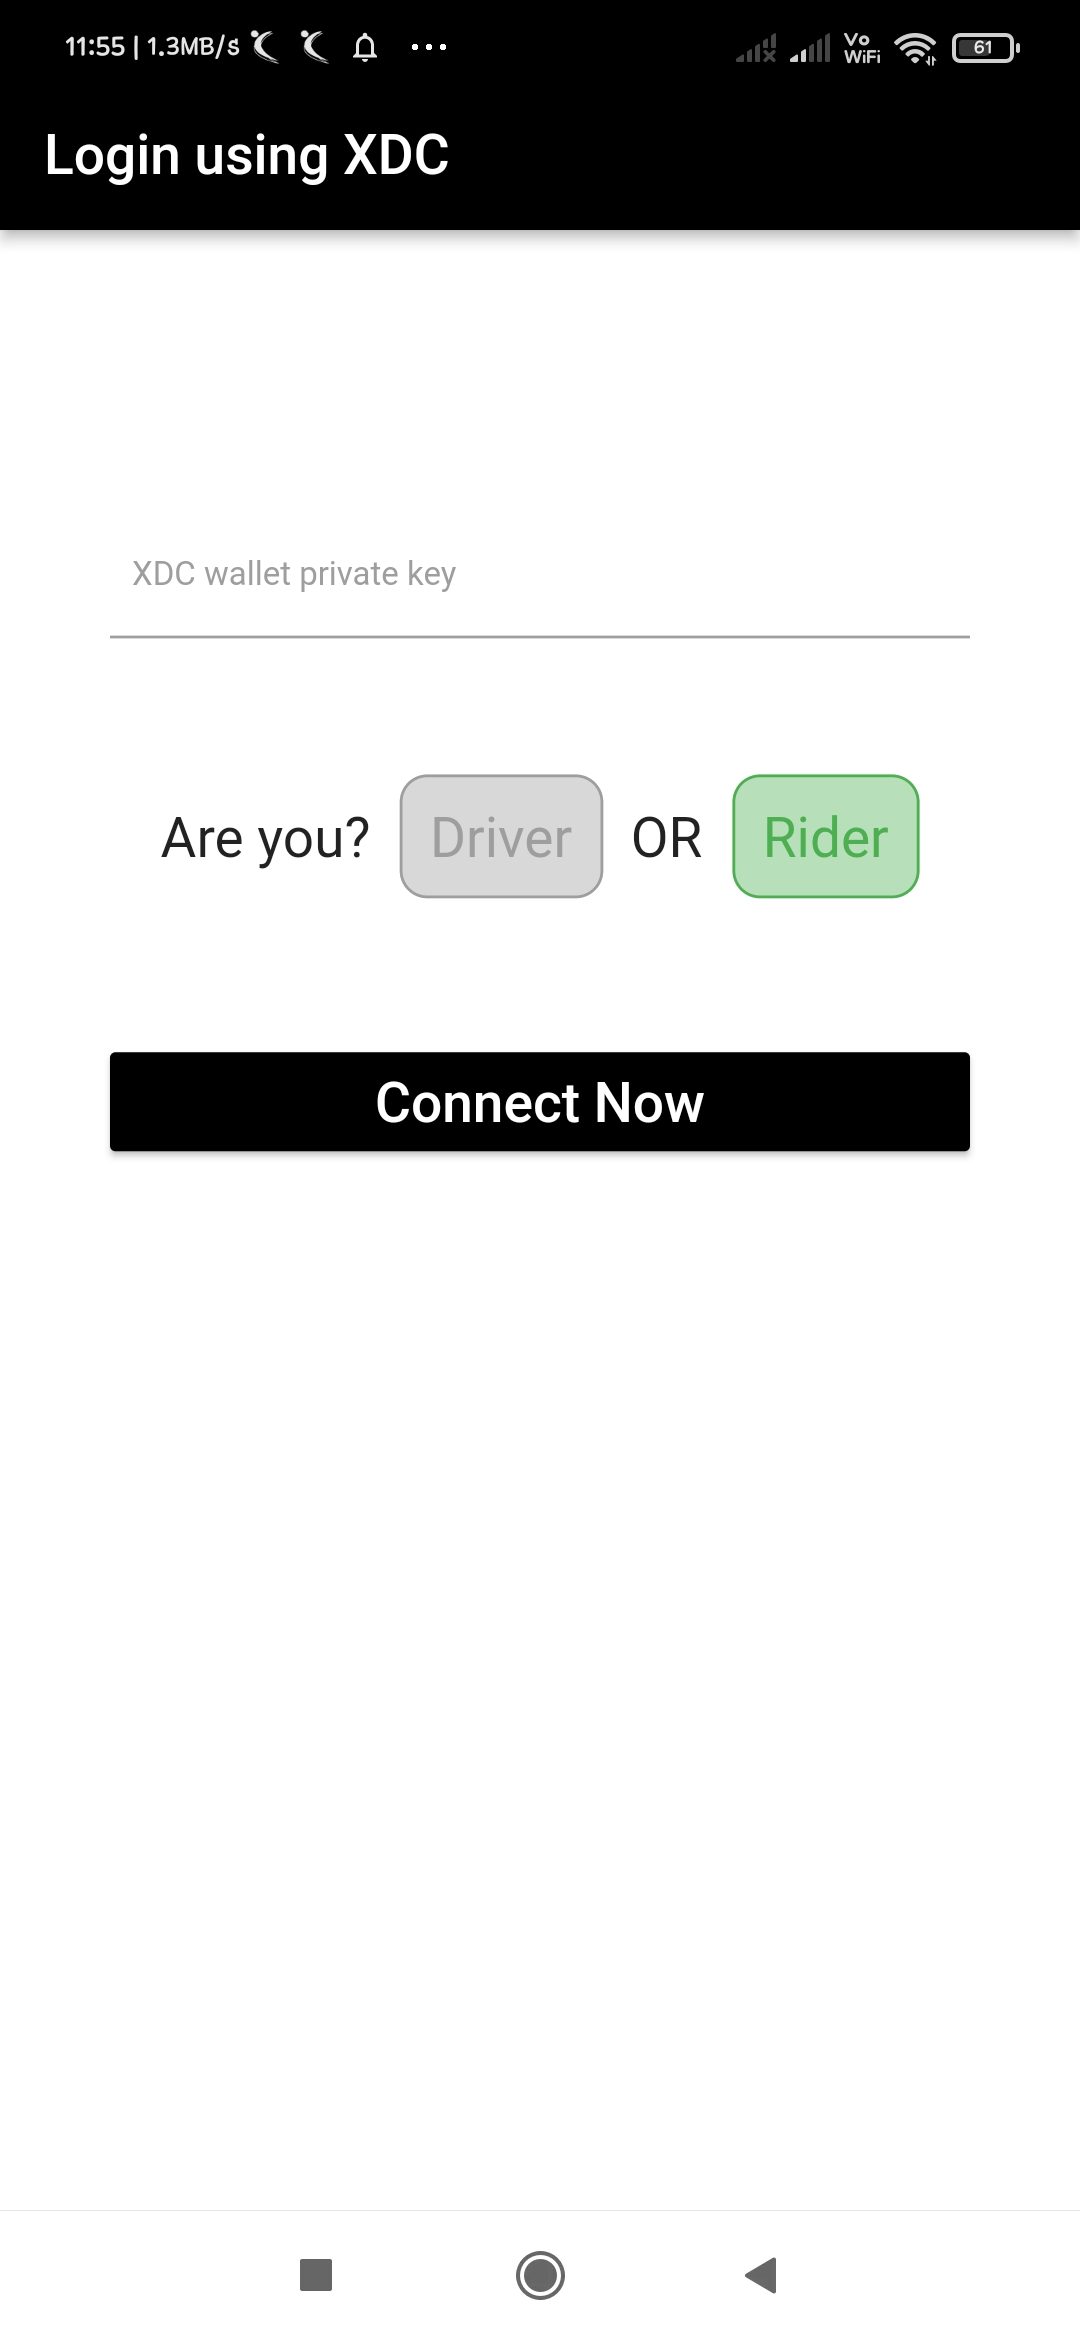 11:55 | 1.3MB/s Vo WiFi 61
Login using XDC
XDC wallet private key
Are you? Driver OR Rider
Connect Now